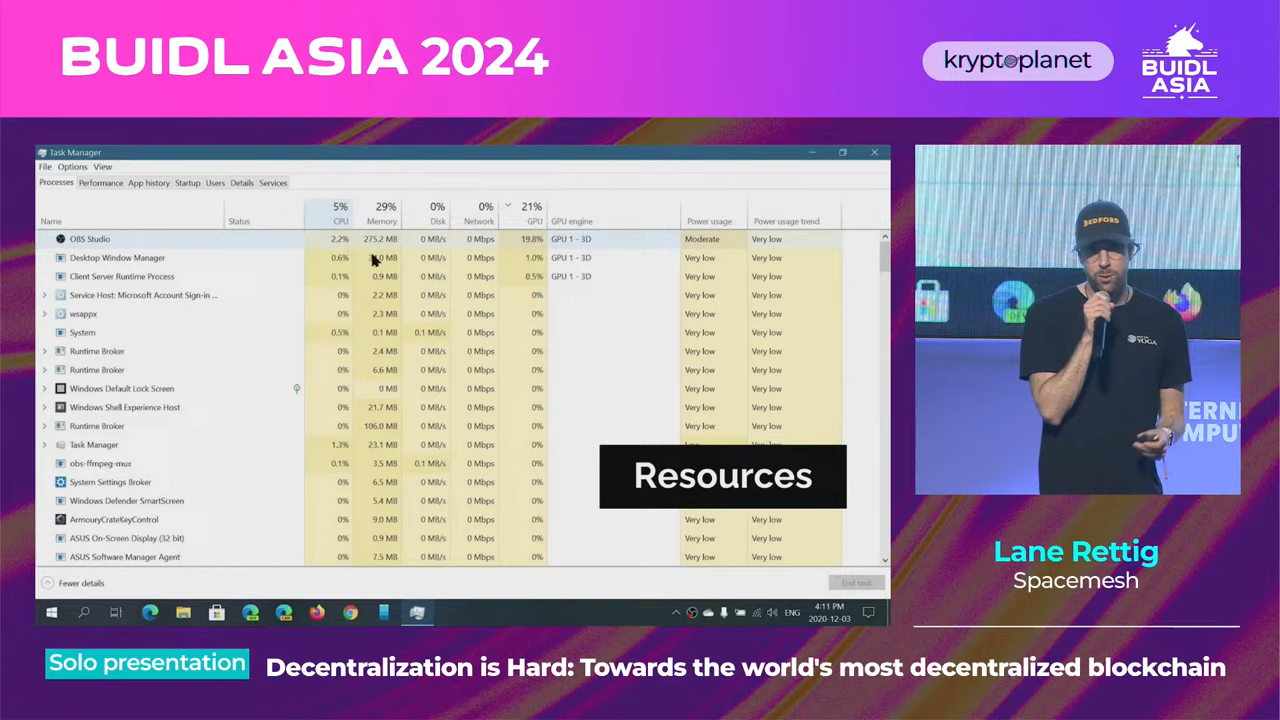 BUIDL ASIA 2024
kryptoplanet
BUIDL
ASIA
Task Manager
File Options View
Processes Performance App history Startup Users Details Services
5% 29% 0% 0% 21%
Name Status CPU Memory Disk Network GPU GPU engine Power usage Power usage trend
OBS Studio 2.2% 275.2 MB 0 MB/s 0 Mbps 19.8% GPU 1 - 3D Moderate Very low
Desktop Window Manager 0.6% MB 0 MB/s 0 Mbps 1.0% GPU 1 - 3D Very low Very low
Client Server Runtime Process 0.1% 0.9 MB 0 MB/s 0 Mbps 0.5% GPU 1 - 3D Very low Very low
Service Host: Microsoft Account Sign-in ... 0% 2.2 MB 0 MB/s 0 Mbps 0% Very low Very low
wsappx 0% 2.3 MB 0 MB/s 0 Mbps 0% Very low Very low
System 0.5% 0.1 MB 0.1 MB/s 0 Mbps 0% Very low Very low
Runtime Broker 0% 2.4 MB 0 MB/s 0 Mbps 0% Very low Very low
Runtime Broker 0% 6.6 MB 0 MB/s 0 Mbps 0% Very low Very low
Windows Default Lock Screen 0% 0 MB 0 MB/s 0 Mbps 0% Very low Very low
Windows Shell Experience Host 0% 21.7 MB 0 MB/s 0 Mbps 0% Very low Very low
Runtime Broker 0% 106.0 MB 0 MB/s 0 Mbps 0% Very low Very low
Task Manager 1.3% 23.1 MB 0 MB/s 0 Mbps 0% Very low
obs-ffmpeg-mux 0.1% 3.5 MB 0.1 MB/s 0 Mbps 0%
System Settings Broker 0% 6.5 MB 0 MB/s 0 Mbps 0%
Windows Defender SmartScreen 0% 5.4 MB 0 MB/s 0 Mbps 0%
ArmouryCrateKeyControl 0% 9.0 MB 0 MB/s 0 Mbps 0% Very low Very low
ASUS On-Screen Display (32 bit) 0% 0.9 MB 0 MB/s 0 Mbps 0% Very low Very low
ASUS Software Manager Agent 0% 7.5 MB 0 MB/s 0 Mbps 0% Very low Very low
Resources
Fewer details End task
ENG 4:11 PM
2020-12-03
BEDFORD
YOGA
TERN
MPU
Lane Rettig
Spacemesh
Solo presentation Decentralization is Hard: Towards the world's most decentralized blockchain